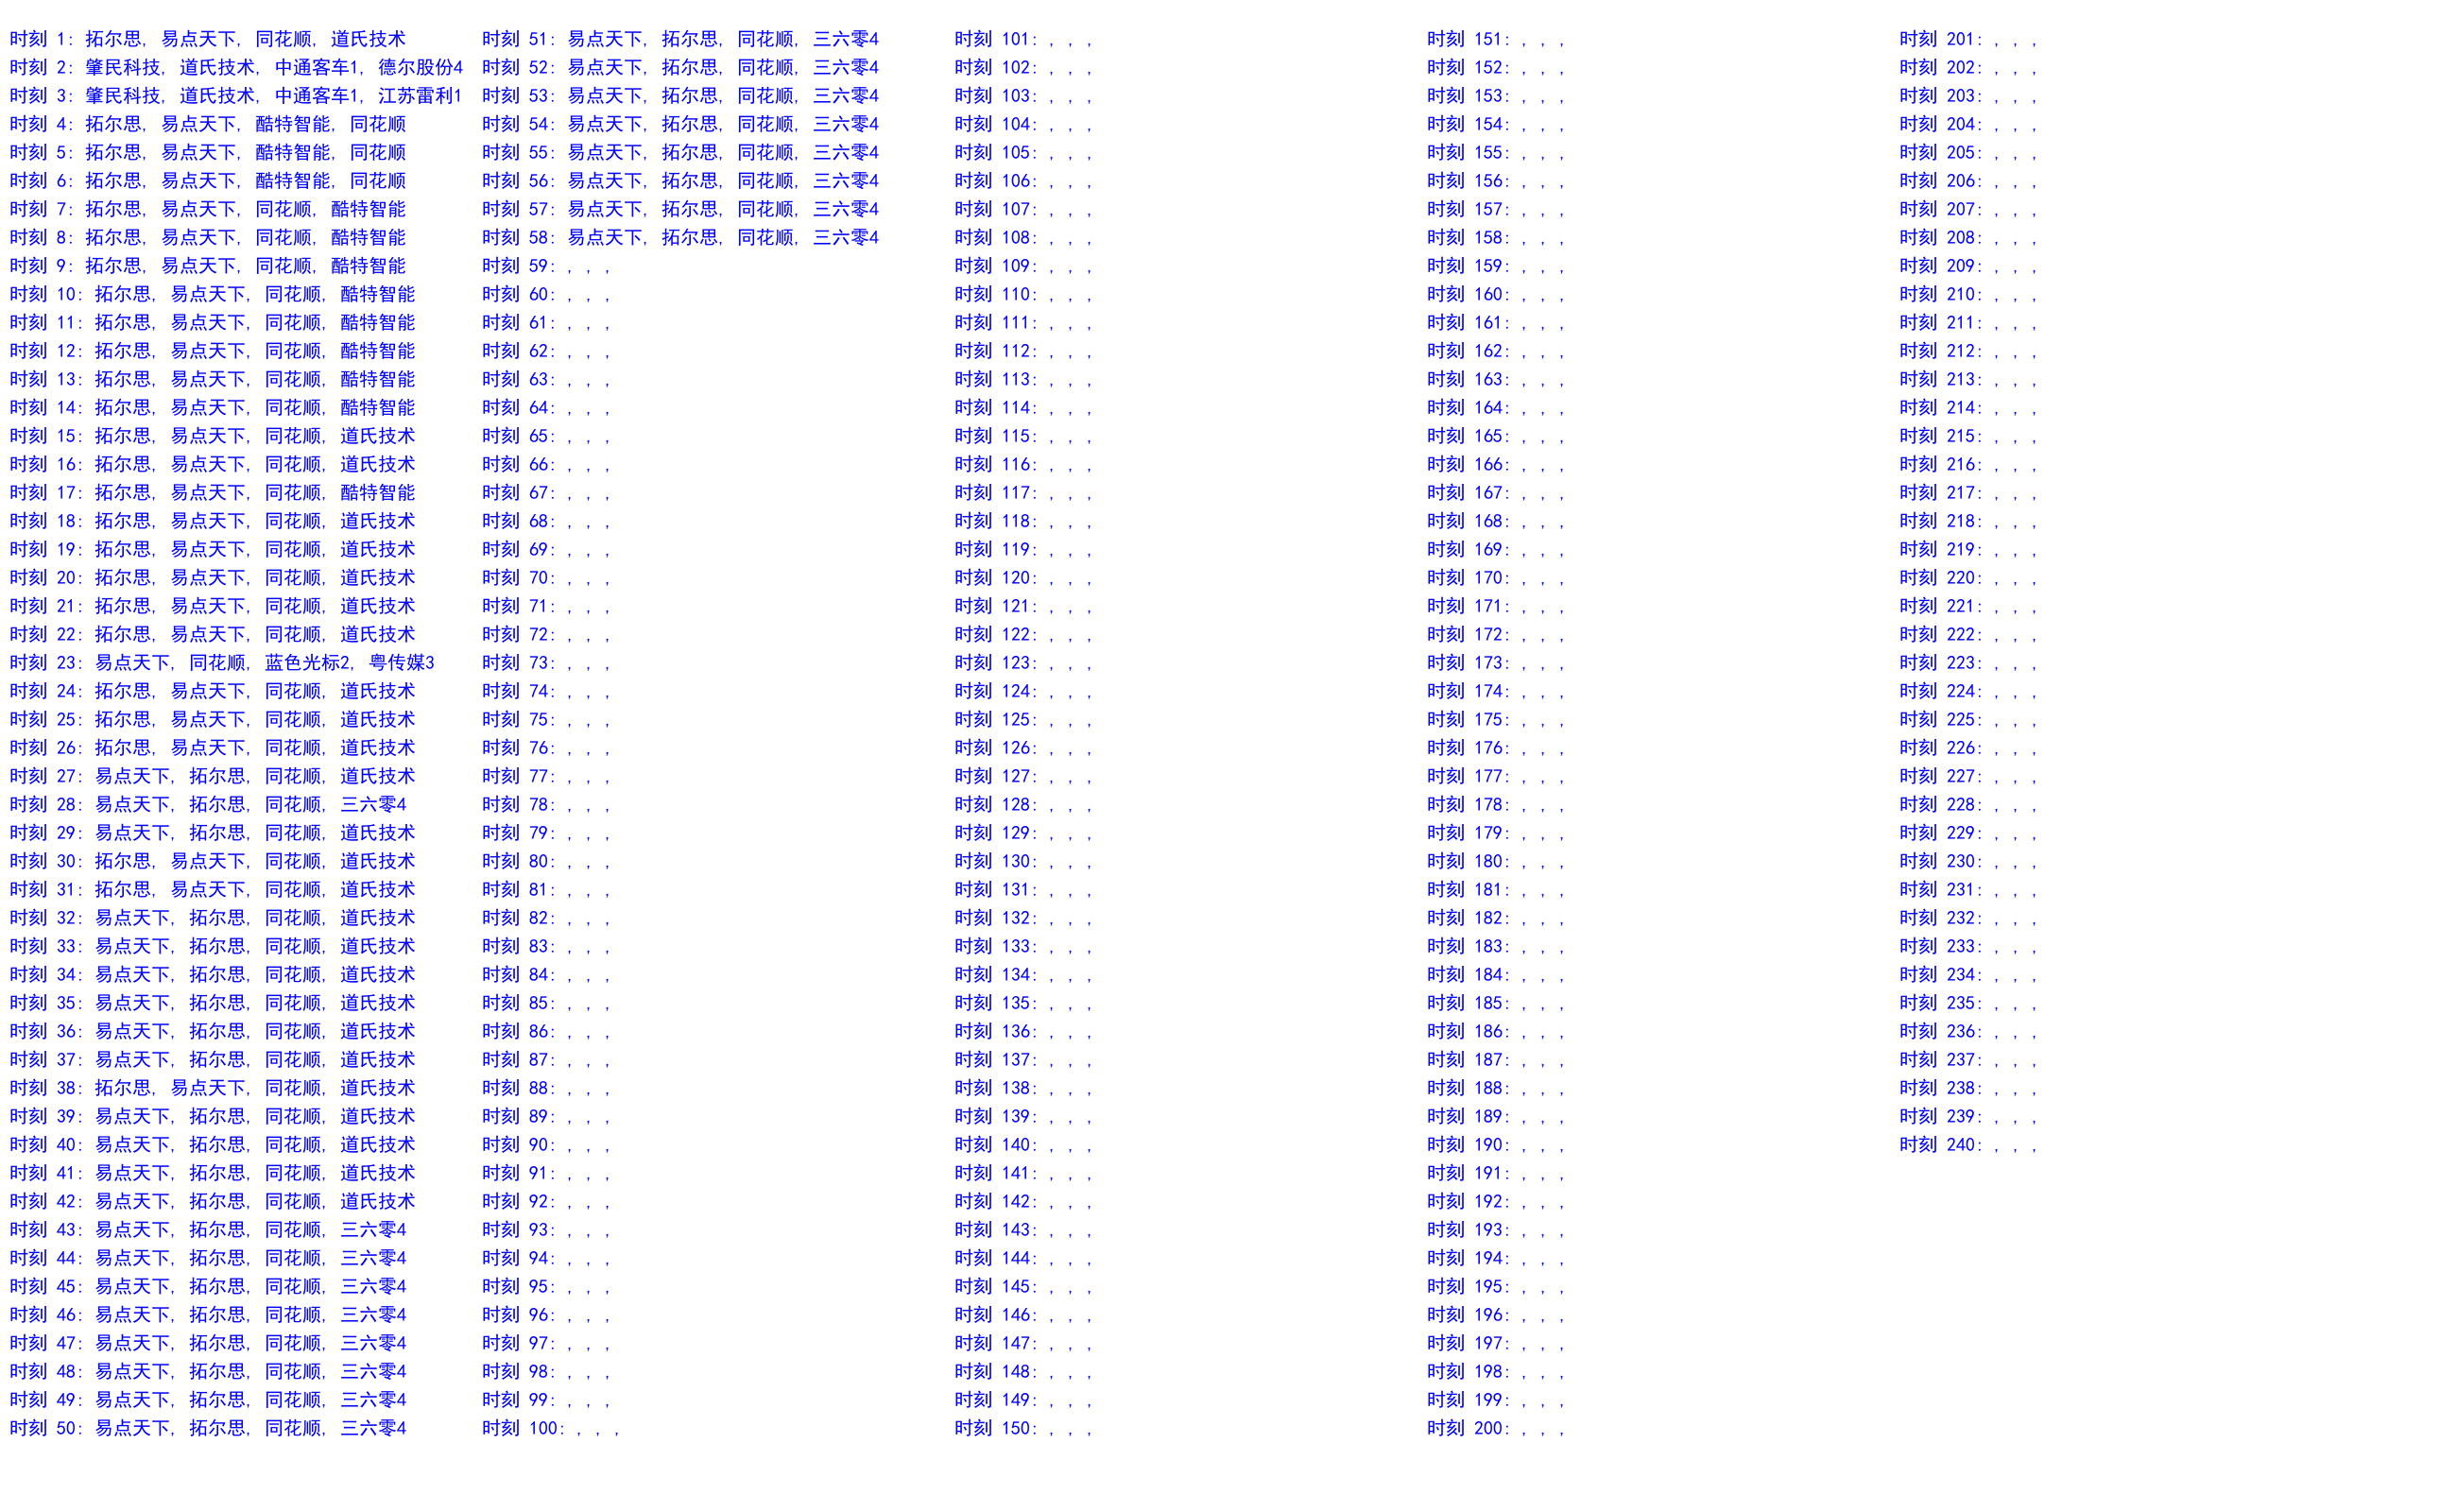 时刻 1: 拓尔思, 易点天下, 同花顺, 道氏技术
时刻 2: 肇民科技, 道氏技术, 中通客车1, 德尔股份4
时刻 3: 肇民科技, 道氏技术, 中通客车1, 江苏雷利1
时刻 4: 拓尔思, 易点天下, 酷特智能, 同花顺
时刻 5: 拓尔思, 易点天下, 酷特智能, 同花顺
时刻 6: 拓尔思, 易点天下, 酷特智能, 同花顺
时刻 7: 拓尔思, 易点天下, 同花顺, 酷特智能
时刻 8: 拓尔思, 易点天下, 同花顺, 酷特智能
时刻 9: 拓尔思, 易点天下, 同花顺, 酷特智能
时刻 10: 拓尔思, 易点天下, 同花顺, 酷特智能
时刻 11: 拓尔思, 易点天下, 同花顺, 酷特智能
时刻 12: 拓尔思, 易点天下, 同花顺, 酷特智能
时刻 13: 拓尔思, 易点天下, 同花顺, 酷特智能
时刻 14: 拓尔思, 易点天下, 同花顺, 酷特智能
时刻 15: 拓尔思, 易点天下, 同花顺, 道氏技术
时刻 16: 拓尔思, 易点天下, 同花顺, 道氏技术
时刻 17: 拓尔思, 易点天下, 同花顺, 酷特智能
时刻 18: 拓尔思, 易点天下, 同花顺, 道氏技术
时刻 19: 拓尔思, 易点天下, 同花顺, 道氏技术
时刻 20: 拓尔思, 易点天下, 同花顺, 道氏技术
时刻 21: 拓尔思, 易点天下, 同花顺, 道氏技术
时刻 22: 拓尔思, 易点天下, 同花顺, 道氏技术
时刻 23: 易点天下, 同花顺, 蓝色光标2, 粤传媒3
时刻 24: 拓尔思, 易点天下, 同花顺, 道氏技术
时刻 25: 拓尔思, 易点天下, 同花顺, 道氏技术
时刻 26: 拓尔思, 易点天下, 同花顺, 道氏技术
时刻 27: 易点天下, 拓尔思, 同花顺, 道氏技术
时刻 28: 易点天下, 拓尔思, 同花顺, 三六零4
时刻 29: 易点天下, 拓尔思, 同花顺, 道氏技术
时刻 30: 拓尔思, 易点天下, 同花顺, 道氏技术
时刻 31: 拓尔思, 易点天下, 同花顺, 道氏技术
时刻 32: 易点天下, 拓尔思, 同花顺, 道氏技术
时刻 33: 易点天下, 拓尔思, 同花顺, 道氏技术
时刻 34: 易点天下, 拓尔思, 同花顺, 道氏技术
时刻 35: 易点天下, 拓尔思, 同花顺, 道氏技术
时刻 36: 易点天下, 拓尔思, 同花顺, 道氏技术
时刻 37: 易点天下, 拓尔思, 同花顺, 道氏技术
时刻 38: 拓尔思, 易点天下, 同花顺, 道氏技术
时刻 39: 易点天下, 拓尔思, 同花顺, 道氏技术
时刻 40: 易点天下, 拓尔思, 同花顺, 道氏技术
时刻 41: 易点天下, 拓尔思, 同花顺, 道氏技术
时刻 42: 易点天下, 拓尔思, 同花顺, 道氏技术
时刻 43: 易点天下, 拓尔思, 同花顺, 三六零4
时刻 44: 易点天下, 拓尔思, 同花顺, 三六零4
时刻 45: 易点天下, 拓尔思, 同花顺, 三六零4
时刻 46: 易点天下, 拓尔思, 同花顺, 三六零4
时刻 47: 易点天下, 拓尔思, 同花顺, 三六零4
时刻 48: 易点天下, 拓尔思, 同花顺, 三六零4
时刻 49: 易点天下, 拓尔思, 同花顺, 三六零4
时刻 50: 易点天下, 拓尔思, 同花顺, 三六零4
时刻 51: 易点天下, 拓尔思, 同花顺, 三六零4
时刻 52: 易点天下, 拓尔思, 同花顺, 三六零4
时刻 53: 易点天下, 拓尔思, 同花顺, 三六零4
时刻 54: 易点天下, 拓尔思, 同花顺, 三六零4
时刻 55: 易点天下, 拓尔思, 同花顺, 三六零4
时刻 56: 易点天下, 拓尔思, 同花顺, 三六零4
时刻 57: 易点天下, 拓尔思, 同花顺, 三六零4
时刻 58: 易点天下, 拓尔思, 同花顺, 三六零4
时刻 59: , , ,
时刻 60: , , ,
时刻 61: , , ,
时刻 62: , , ,
时刻 63: , , ,
时刻 64: , , ,
时刻 65: , , ,
时刻 66: , , ,
时刻 67: , , ,
时刻 68: , , ,
时刻 69: , , ,
时刻 70: , , ,
时刻 71: , , ,
时刻 72: , , ,
时刻 73: , , ,
时刻 74: , , ,
时刻 75: , , ,
时刻 76: , , ,
时刻 77: , , ,
时刻 78: , , ,
时刻 79: , , ,
时刻 80: , , ,
时刻 81: , , ,
时刻 82: , , ,
时刻 83: , , ,
时刻 84: , , ,
时刻 85: , , ,
时刻 86: , , ,
时刻 87: , , ,
时刻 88: , , ,
时刻 89: , , ,
时刻 90: , , ,
时刻 91: , , ,
时刻 92: , , ,
时刻 93: , , ,
时刻 94: , , ,
时刻 95: , , ,
时刻 96: , , ,
时刻 97: , , ,
时刻 98: , , ,
时刻 99: , , ,
时刻 100: , , ,
时刻 101: , , ,
时刻 102: , , ,
时刻 103: , , ,
时刻 104: , , ,
时刻 105: , , ,
时刻 106: , , ,
时刻 107: , , ,
时刻 108: , , ,
时刻 109: , , ,
时刻 110: , , ,
时刻 111: , , ,
时刻 112: , , ,
时刻 113: , , ,
时刻 114: , , ,
时刻 115: , , ,
时刻 116: , , ,
时刻 117: , , ,
时刻 118: , , ,
时刻 119: , , ,
时刻 120: , , ,
时刻 121: , , ,
时刻 122: , , ,
时刻 123: , , ,
时刻 124: , , ,
时刻 125: , , ,
时刻 126: , , ,
时刻 127: , , ,
时刻 128: , , ,
时刻 129: , , ,
时刻 130: , , ,
时刻 131: , , ,
时刻 132: , , ,
时刻 133: , , ,
时刻 134: , , ,
时刻 135: , , ,
时刻 136: , , ,
时刻 137: , , ,
时刻 138: , , ,
时刻 139: , , ,
时刻 140: , , ,
时刻 141: , , ,
时刻 142: , , ,
时刻 143: , , ,
时刻 144: , , ,
时刻 145: , , ,
时刻 146: , , ,
时刻 147: , , ,
时刻 148: , , ,
时刻 149: , , ,
时刻 150: , , ,
时刻 151: , , ,
时刻 152: , , ,
时刻 153: , , ,
时刻 154: , , ,
时刻 155: , , ,
时刻 156: , , ,
时刻 157: , , ,
时刻 158: , , ,
时刻 159: , , ,
时刻 160: , , ,
时刻 161: , , ,
时刻 162: , , ,
时刻 163: , , ,
时刻 164: , , ,
时刻 165: , , ,
时刻 166: , , ,
时刻 167: , , ,
时刻 168: , , ,
时刻 169: , , ,
时刻 170: , , ,
时刻 171: , , ,
时刻 172: , , ,
时刻 173: , , ,
时刻 174: , , ,
时刻 175: , , ,
时刻 176: , , ,
时刻 177: , , ,
时刻 178: , , ,
时刻 179: , , ,
时刻 180: , , ,
时刻 181: , , ,
时刻 182: , , ,
时刻 183: , , ,
时刻 184: , , ,
时刻 185: , , ,
时刻 186: , , ,
时刻 187: , , ,
时刻 188: , , ,
时刻 189: , , ,
时刻 190: , , ,
时刻 191: , , ,
时刻 192: , , ,
时刻 193: , , ,
时刻 194: , , ,
时刻 195: , , ,
时刻 196: , , ,
时刻 197: , , ,
时刻 198: , , ,
时刻 199: , , ,
时刻 200: , , ,
时刻 201: , , ,
时刻 202: , , ,
时刻 203: , , ,
时刻 204: , , ,
时刻 205: , , ,
时刻 206: , , ,
时刻 207: , , ,
时刻 208: , , ,
时刻 209: , , ,
时刻 210: , , ,
时刻 211: , , ,
时刻 212: , , ,
时刻 213: , , ,
时刻 214: , , ,
时刻 215: , , ,
时刻 216: , , ,
时刻 217: , , ,
时刻 218: , , ,
时刻 219: , , ,
时刻 220: , , ,
时刻 221: , , ,
时刻 222: , , ,
时刻 223: , , ,
时刻 224: , , ,
时刻 225: , , ,
时刻 226: , , ,
时刻 227: , , ,
时刻 228: , , ,
时刻 229: , , ,
时刻 230: , , ,
时刻 231: , , ,
时刻 232: , , ,
时刻 233: , , ,
时刻 234: , , ,
时刻 235: , , ,
时刻 236: , , ,
时刻 237: , , ,
时刻 238: , , ,
时刻 239: , , ,
时刻 240: , , ,